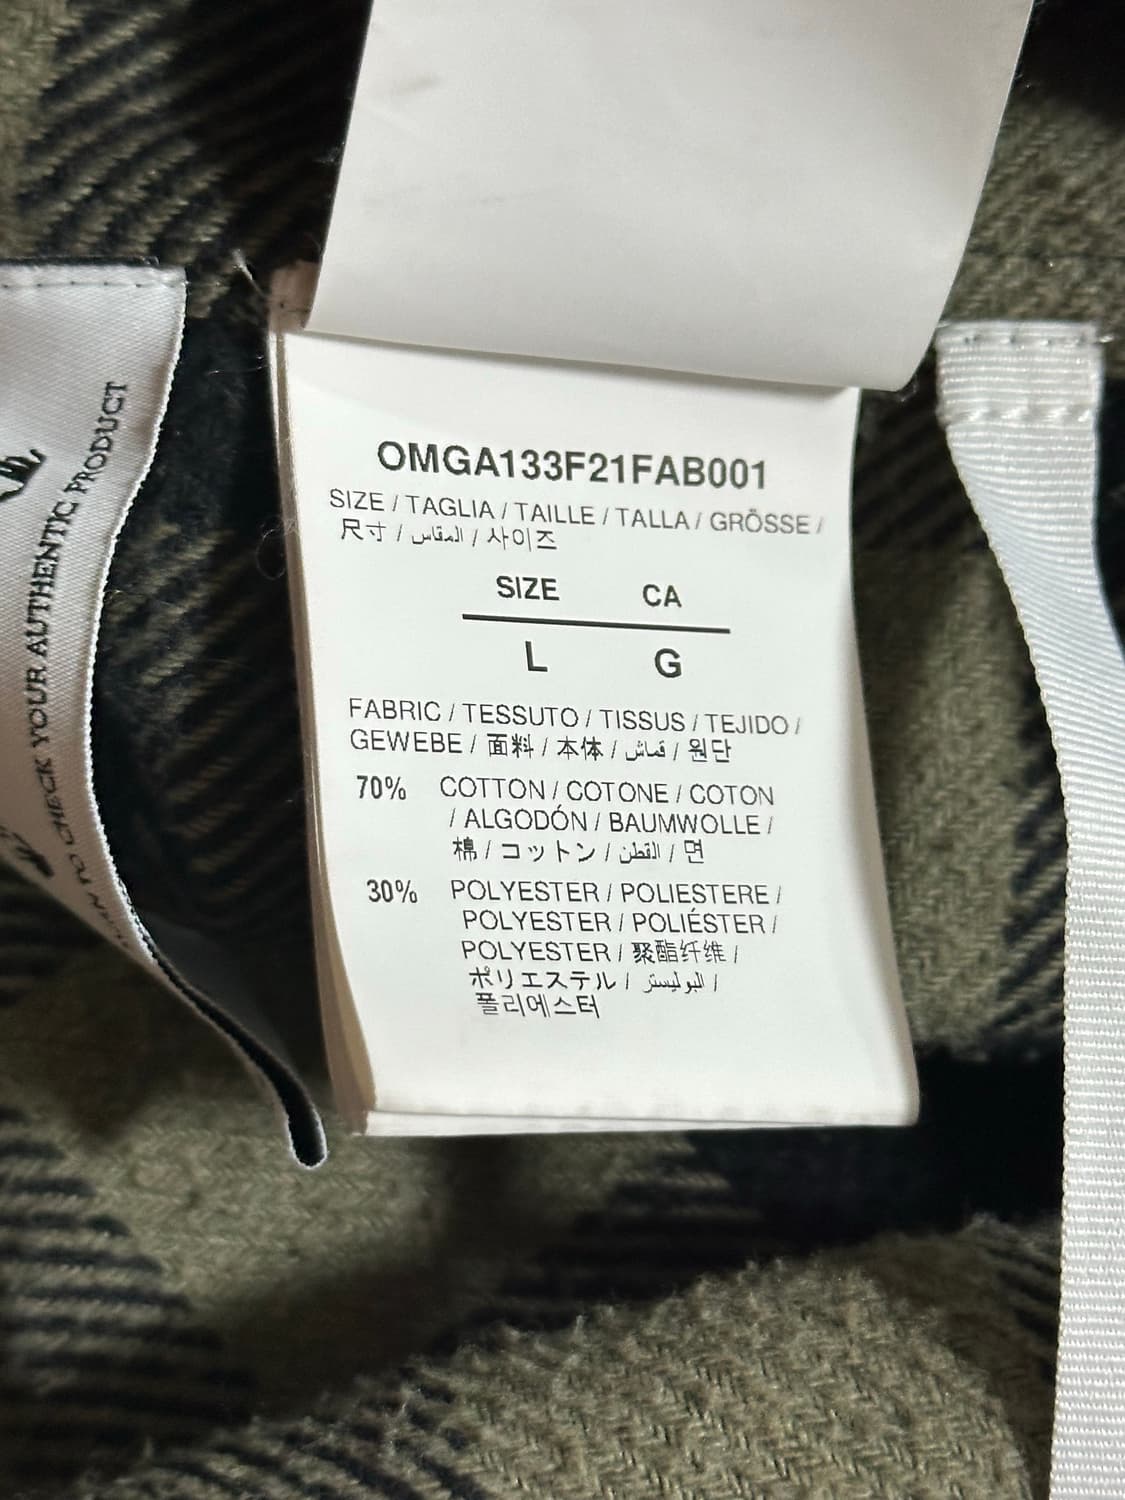 OMGA133F21FAB001
SIZE / TAGLIA / TAILLE / TALLA / GRÖSSE /
尺寸 / المقاس / 사이즈
SIZE CA
L G
FABRIC / TESSUTO / TISSUS / TEJIDO /
GEWEBE / 面料 / 本体 / قماش / 원단
70% COTTON / COTONE / COTON
/ ALGODÓN / BAUMWOLLE /
棉 / コットン / القطن / 면
30% POLYESTER / POLIESTERE /
POLYESTER / POLIÉSTER /
POLYESTER / 聚酯纤维 /
ポリエステル / البوليستر /
폴리에스터
TO CHECK YOUR AUTHENTIC PRODUCT